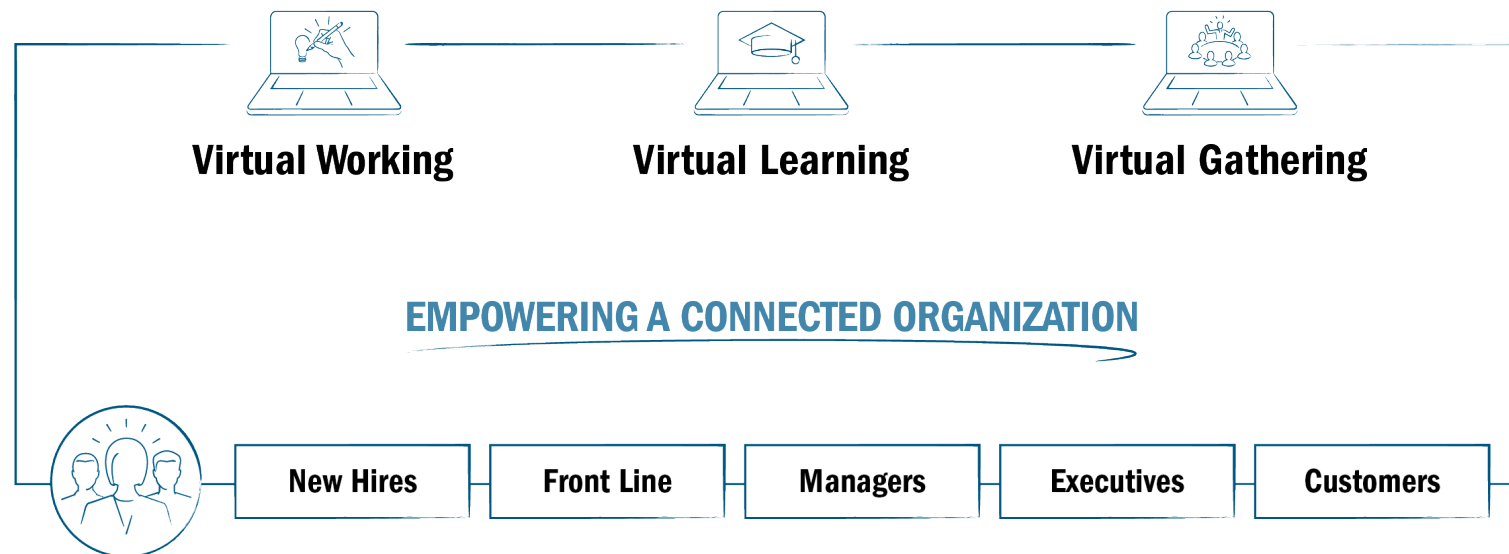 Virtual Working
Virtual Learning
Virtual Gathering
EMPOWERING A CONNECTED ORGANIZATION
New Hires
Front Line
Managers
Executives
Customers